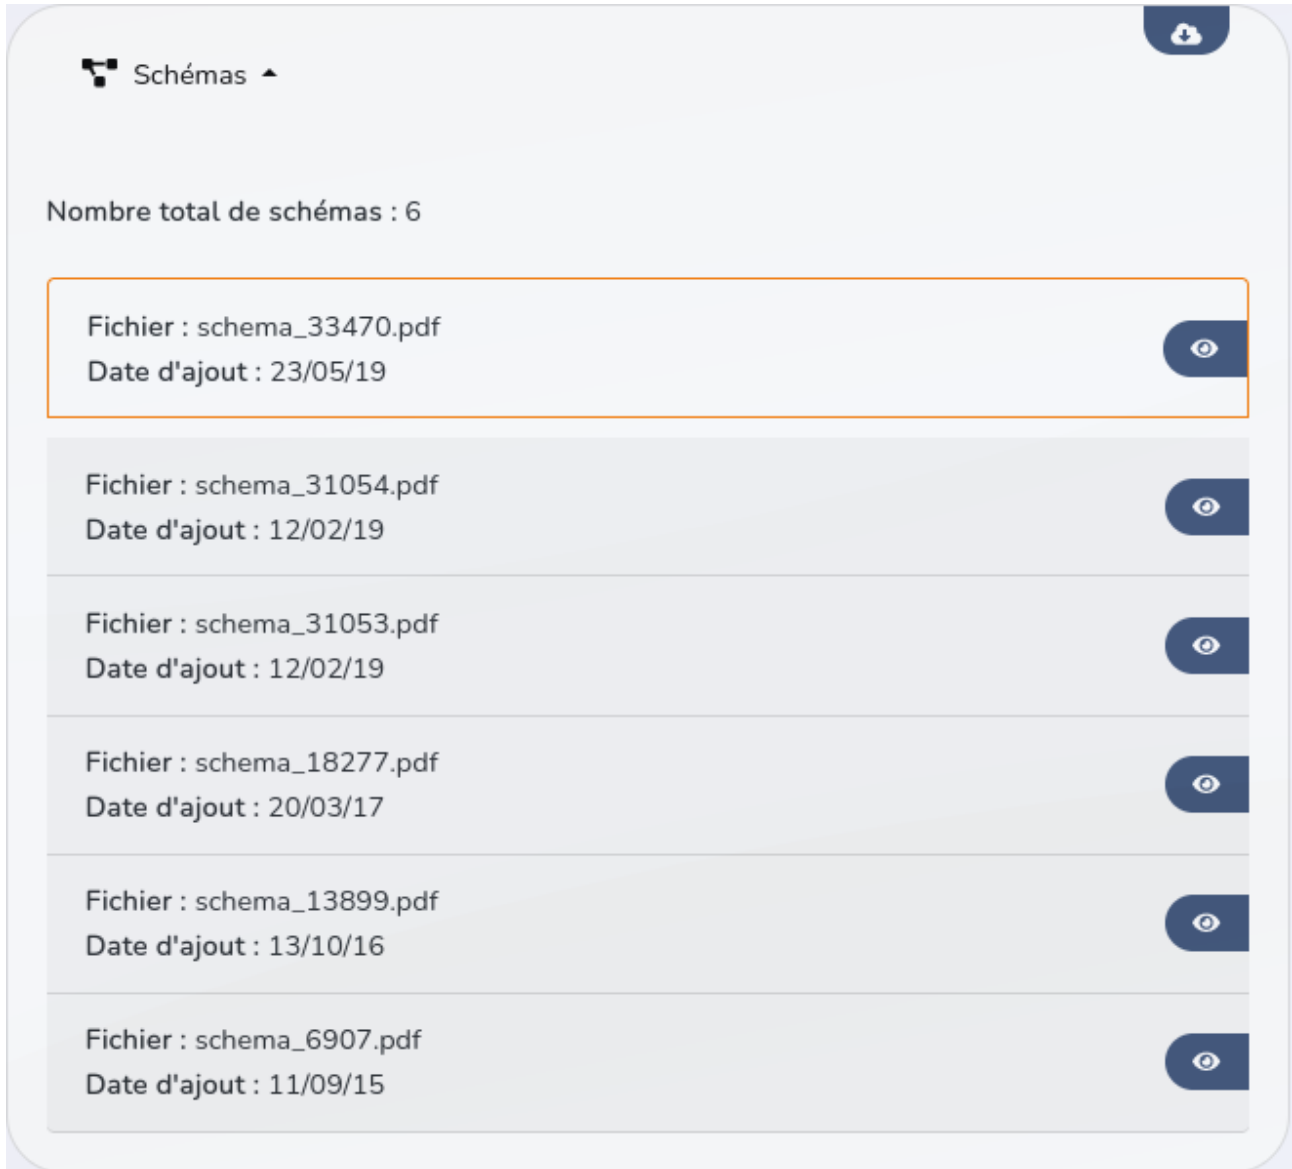 Schémas
Nombre total de schémas : 6
Fichier : schema_33470.pdf
Date d'ajout : 23/05/19
Fichier : schema_31054.pdf
Date d'ajout : 12/02/19
Fichier : schema_31053.pdf
Date d'ajout : 12/02/19
Fichier : schema_18277.pdf
Date d'ajout : 20/03/17
Fichier : schema_13899.pdf
Date d'ajout : 13/10/16
Fichier : schema_6907.pdf
Date d'ajout : 11/09/15